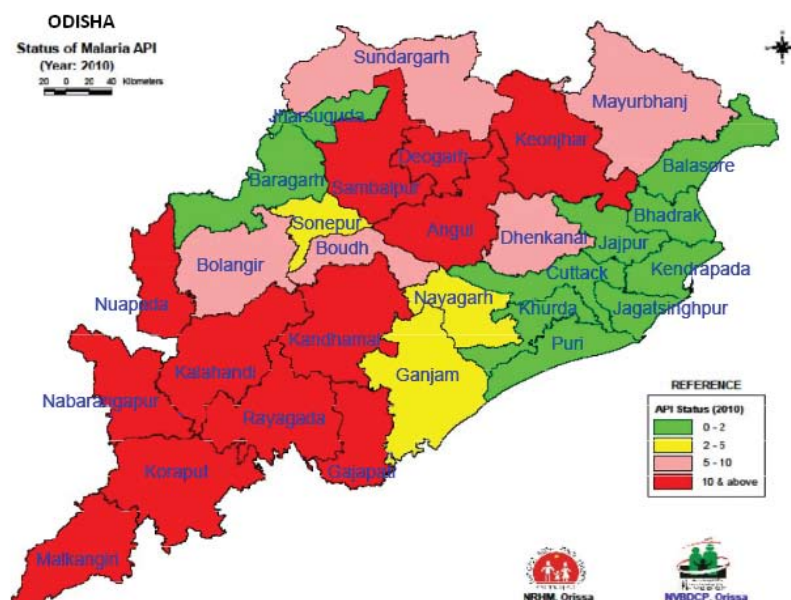 ODISHA
Status of Malaria API
(Year: 2010)
20 0 20 40 Kilometers
Sundargarh
Mayurbhanj
Jharsuguda
Keonjhar
Deogarh
Balasore
Baragarh
Sambalpur
Bhadrak
Sonepur
Angul
Dhenkanal
Jajpur
Boudh
Bolangir
Cuttack
Kendrapada
Nuapada
Nayagarh
Khurda
Jagatsinghpur
Kandhamal
Puri
Kalahandi
Ganjam
Nabarangapur
Rayagada
Koraput
Gajapati
Malkangiri
REFERENCE
API Status (2010)
0 - 2
2 - 5
5 - 10
10 & above
NRHM, Orissa
NVBDCP, Orissa